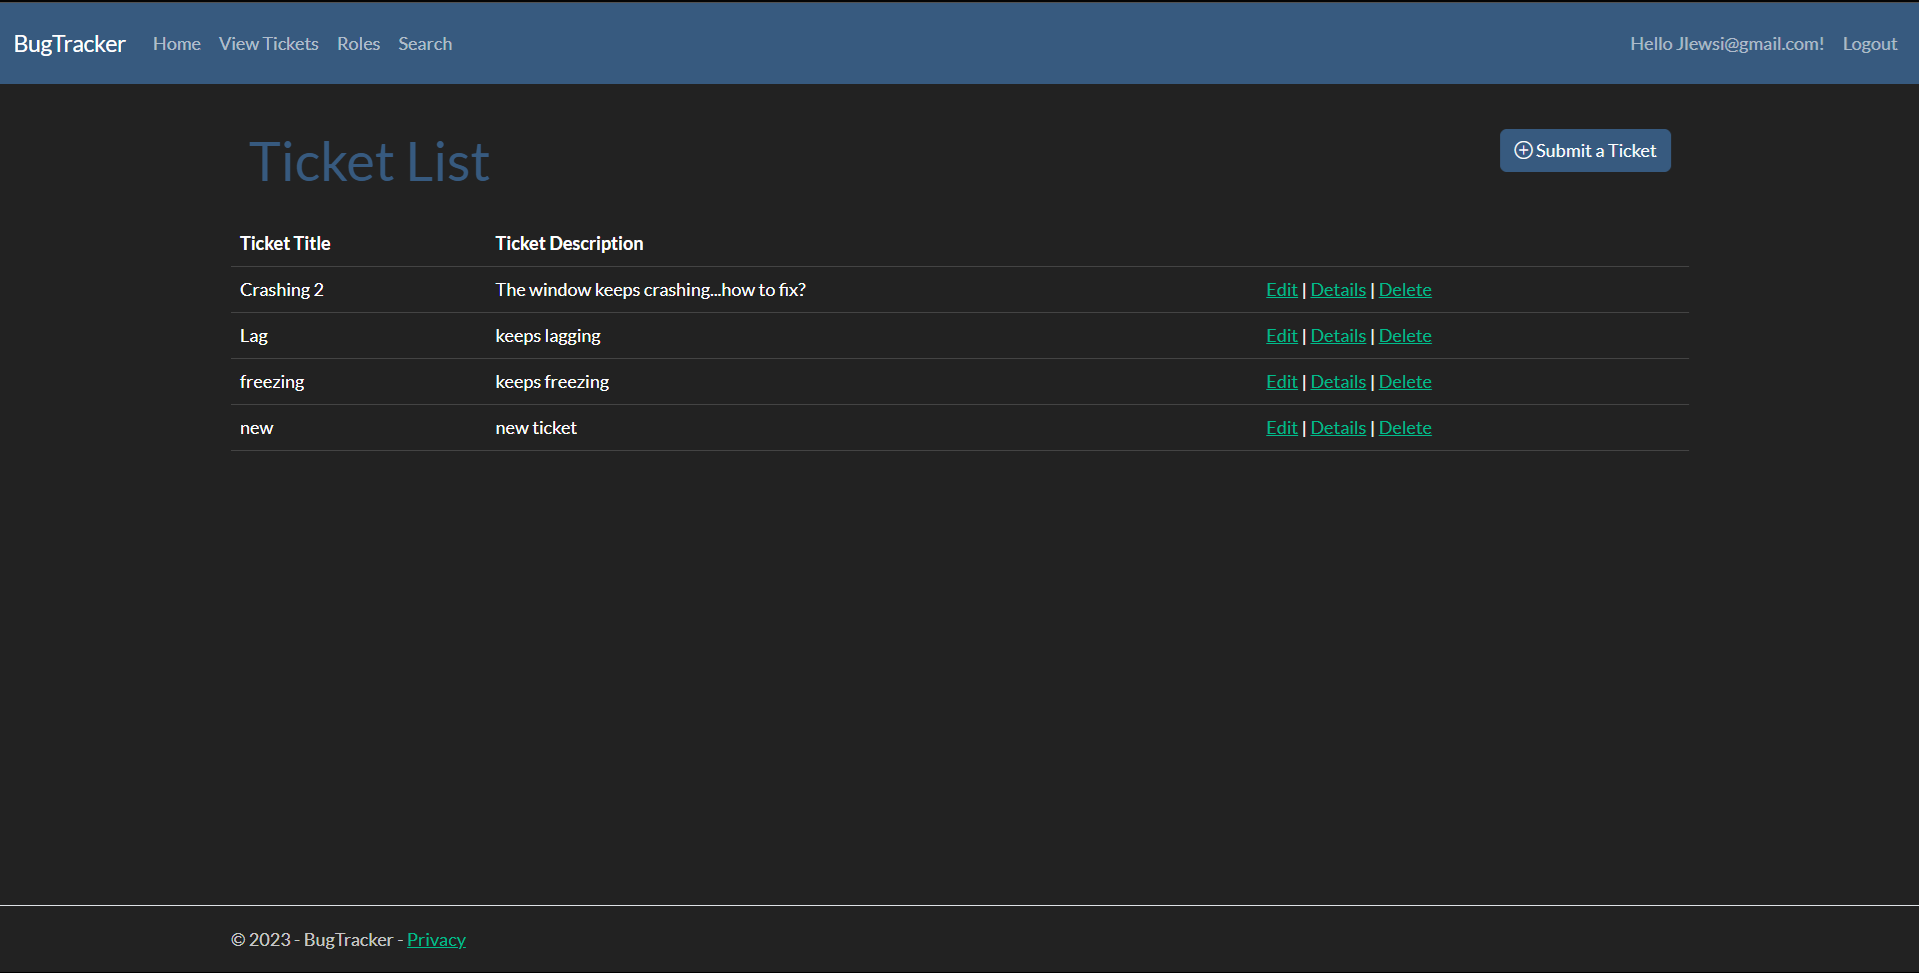 BugTracker Home View Tickets Roles Search Hello Jlewsi@gmail.com! Logout
Ticket List
Submit a Ticket
Ticket Title Ticket Description
Crashing 2 The window keeps crashing...how to fix? Edit | Details | Delete
Lag keeps lagging Edit | Details | Delete
freezing keeps freezing Edit | Details | Delete
new new ticket Edit | Details | Delete
© 2023 - BugTracker - Privacy